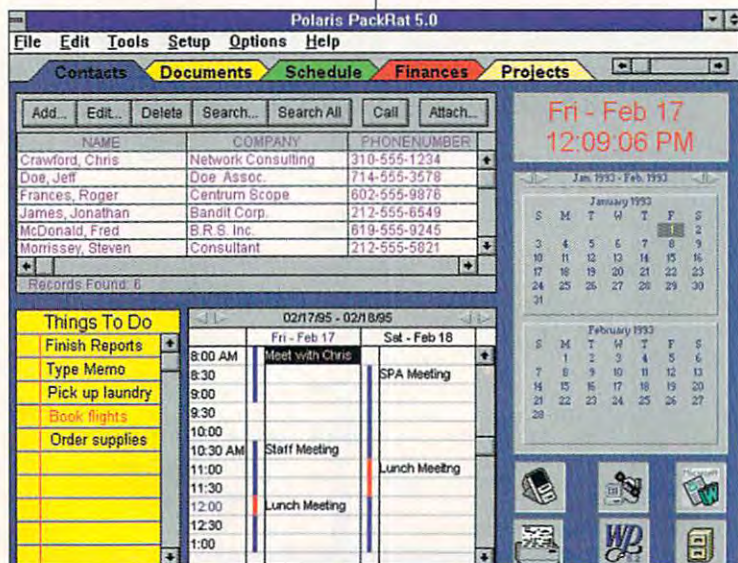 Polaris PackRat 5.0
File Edit Tools Setup Options Help
Contacts Documents Schedule Finances Projects
Add... Edit... Delete Search... Search All Call Attach...
NAME COMPANY PHONENUMBER
Crawford, Chris Network Consulting 310-555-1234
Doe, Jeff Doe Assoc. 714-555-3578
Frances, Roger Centrum Scope 602-555-9876
James, Jonathan Bandit Corp. 212-555-6549
McDonald, Fred B.R.S. Inc. 619-555-9245
Morrissey, Steven Consultant 212-555-5821
Records Found: 6
Fri - Feb 17
12:09:06 PM
Jan. 1993 - Feb. 1993
January 1993
S M T W T F S
1 2
3 4 5 6 7 8 9
10 11 12 13 14 15 16
17 18 19 20 21 22 23
24 25 26 27 28 29 30
31
February 1993
S M T W T F S
1 2 3 4 5 6
7 8 9 10 11 12 13
14 15 16 17 18 19 20
21 22 23 24 25 26 27
28
Things To Do
Finish Reports
Type Memo
Pick up laundry
Book flights
Order supplies
02/17/95 - 02/18/95
Fri - Feb 17 Sat - Feb 18
8:00 AM Meet with Chris
8:30 SPA Meeting
9:00
9:30
10:00
10:30 AM Staff Meeting
11:00 Lunch Meeitng
11:30
12:00 Lunch Meeting
12:30
1:00
Microsoft
W
WP